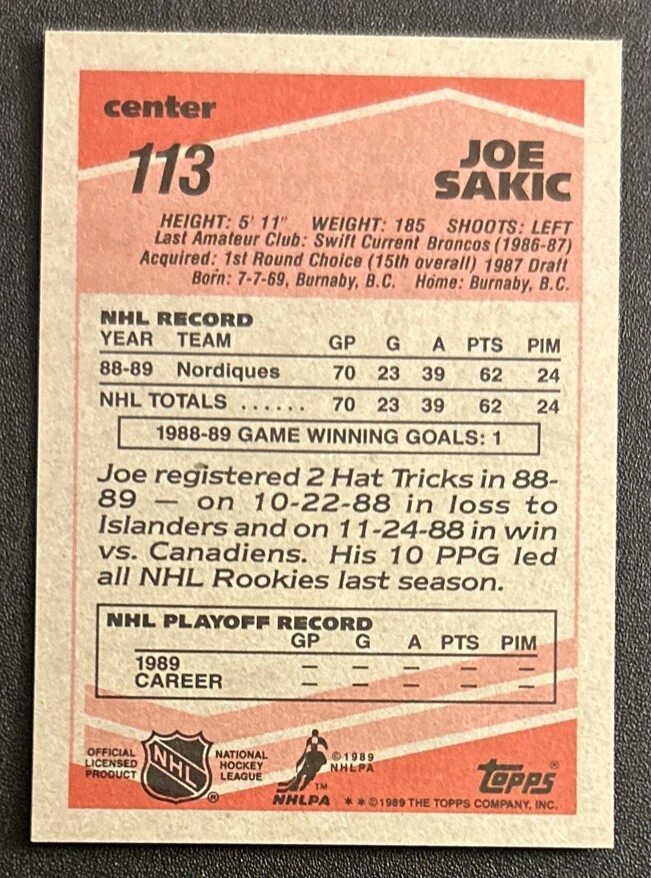 center
113
JOE
SAKIC
HEIGHT: 5' 11" WEIGHT: 185 SHOOTS: LEFT
Last Amateur Club: Swift Current Broncos (1986-87)
Acquired: 1st Round Choice (15th overall) 1987 Draft
Born: 7-7-69, Burnaby, B.C. Home: Burnaby, B.C.
NHL RECORD
YEAR TEAM GP G A PTS PIM
88-89 Nordiques 70 23 39 62 24
NHL TOTALS ...... 70 23 39 62 24
1988-89 GAME WINNING GOALS: 1
Joe registered 2 Hat Tricks in 88-
89 — on 10-22-88 in loss to
Islanders and on 11-24-88 in win
vs. Canadiens. His 10 PPG led
all NHL Rookies last season.
NHL PLAYOFF RECORD
GP G A PTS PIM
1989 — — — — —
CAREER — — — — —
OFFICIAL
LICENSED
PRODUCT
NHL
®
NATIONAL
HOCKEY
LEAGUE
TM
NHLPA
©1989
NHLPA
topps®
**©1989 THE TOPPS COMPANY, INC.